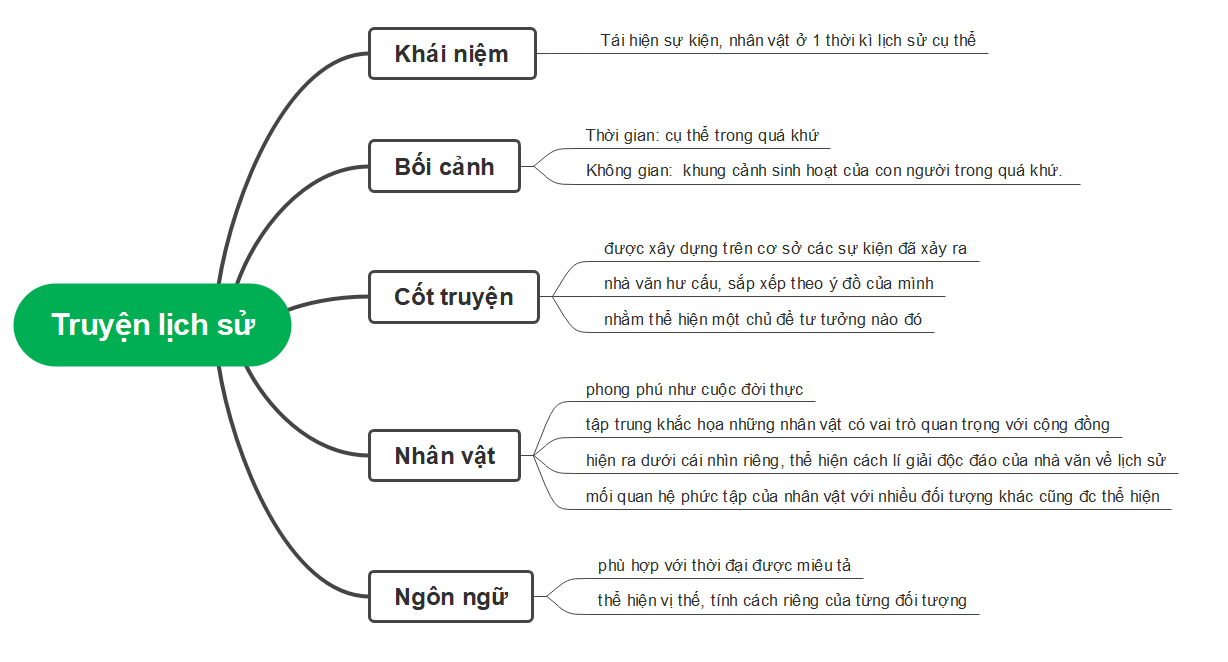 Truyện lịch sử
Khái niệm
Tái hiện sự kiện, nhân vật ở 1 thời kì lịch sử cụ thể
Bối cảnh
Thời gian: cụ thể trong quá khứ
Không gian:  khung cảnh sinh hoạt của con người trong quá khứ.
Cốt truyện
được xây dựng trên cơ sở các sự kiện đã xảy ra
nhà văn hư cấu, sắp xếp theo ý đồ của mình
nhằm thể hiện một chủ đề tư tưởng nào đó
Nhân vật
phong phú như cuộc đời thực
tập trung khắc họa những nhân vật có vai trò quan trọng với cộng đồng
hiện ra dưới cái nhìn riêng, thể hiện cách lí giải độc đáo của nhà văn về lịch sử
mối quan hệ phức tạp của nhân vật với nhiều đối tượng khác cũng đc thể hiện
Ngôn ngữ
phù hợp với thời đại được miêu tả
thể hiện vị thế, tính cách riêng của từng đối tượng